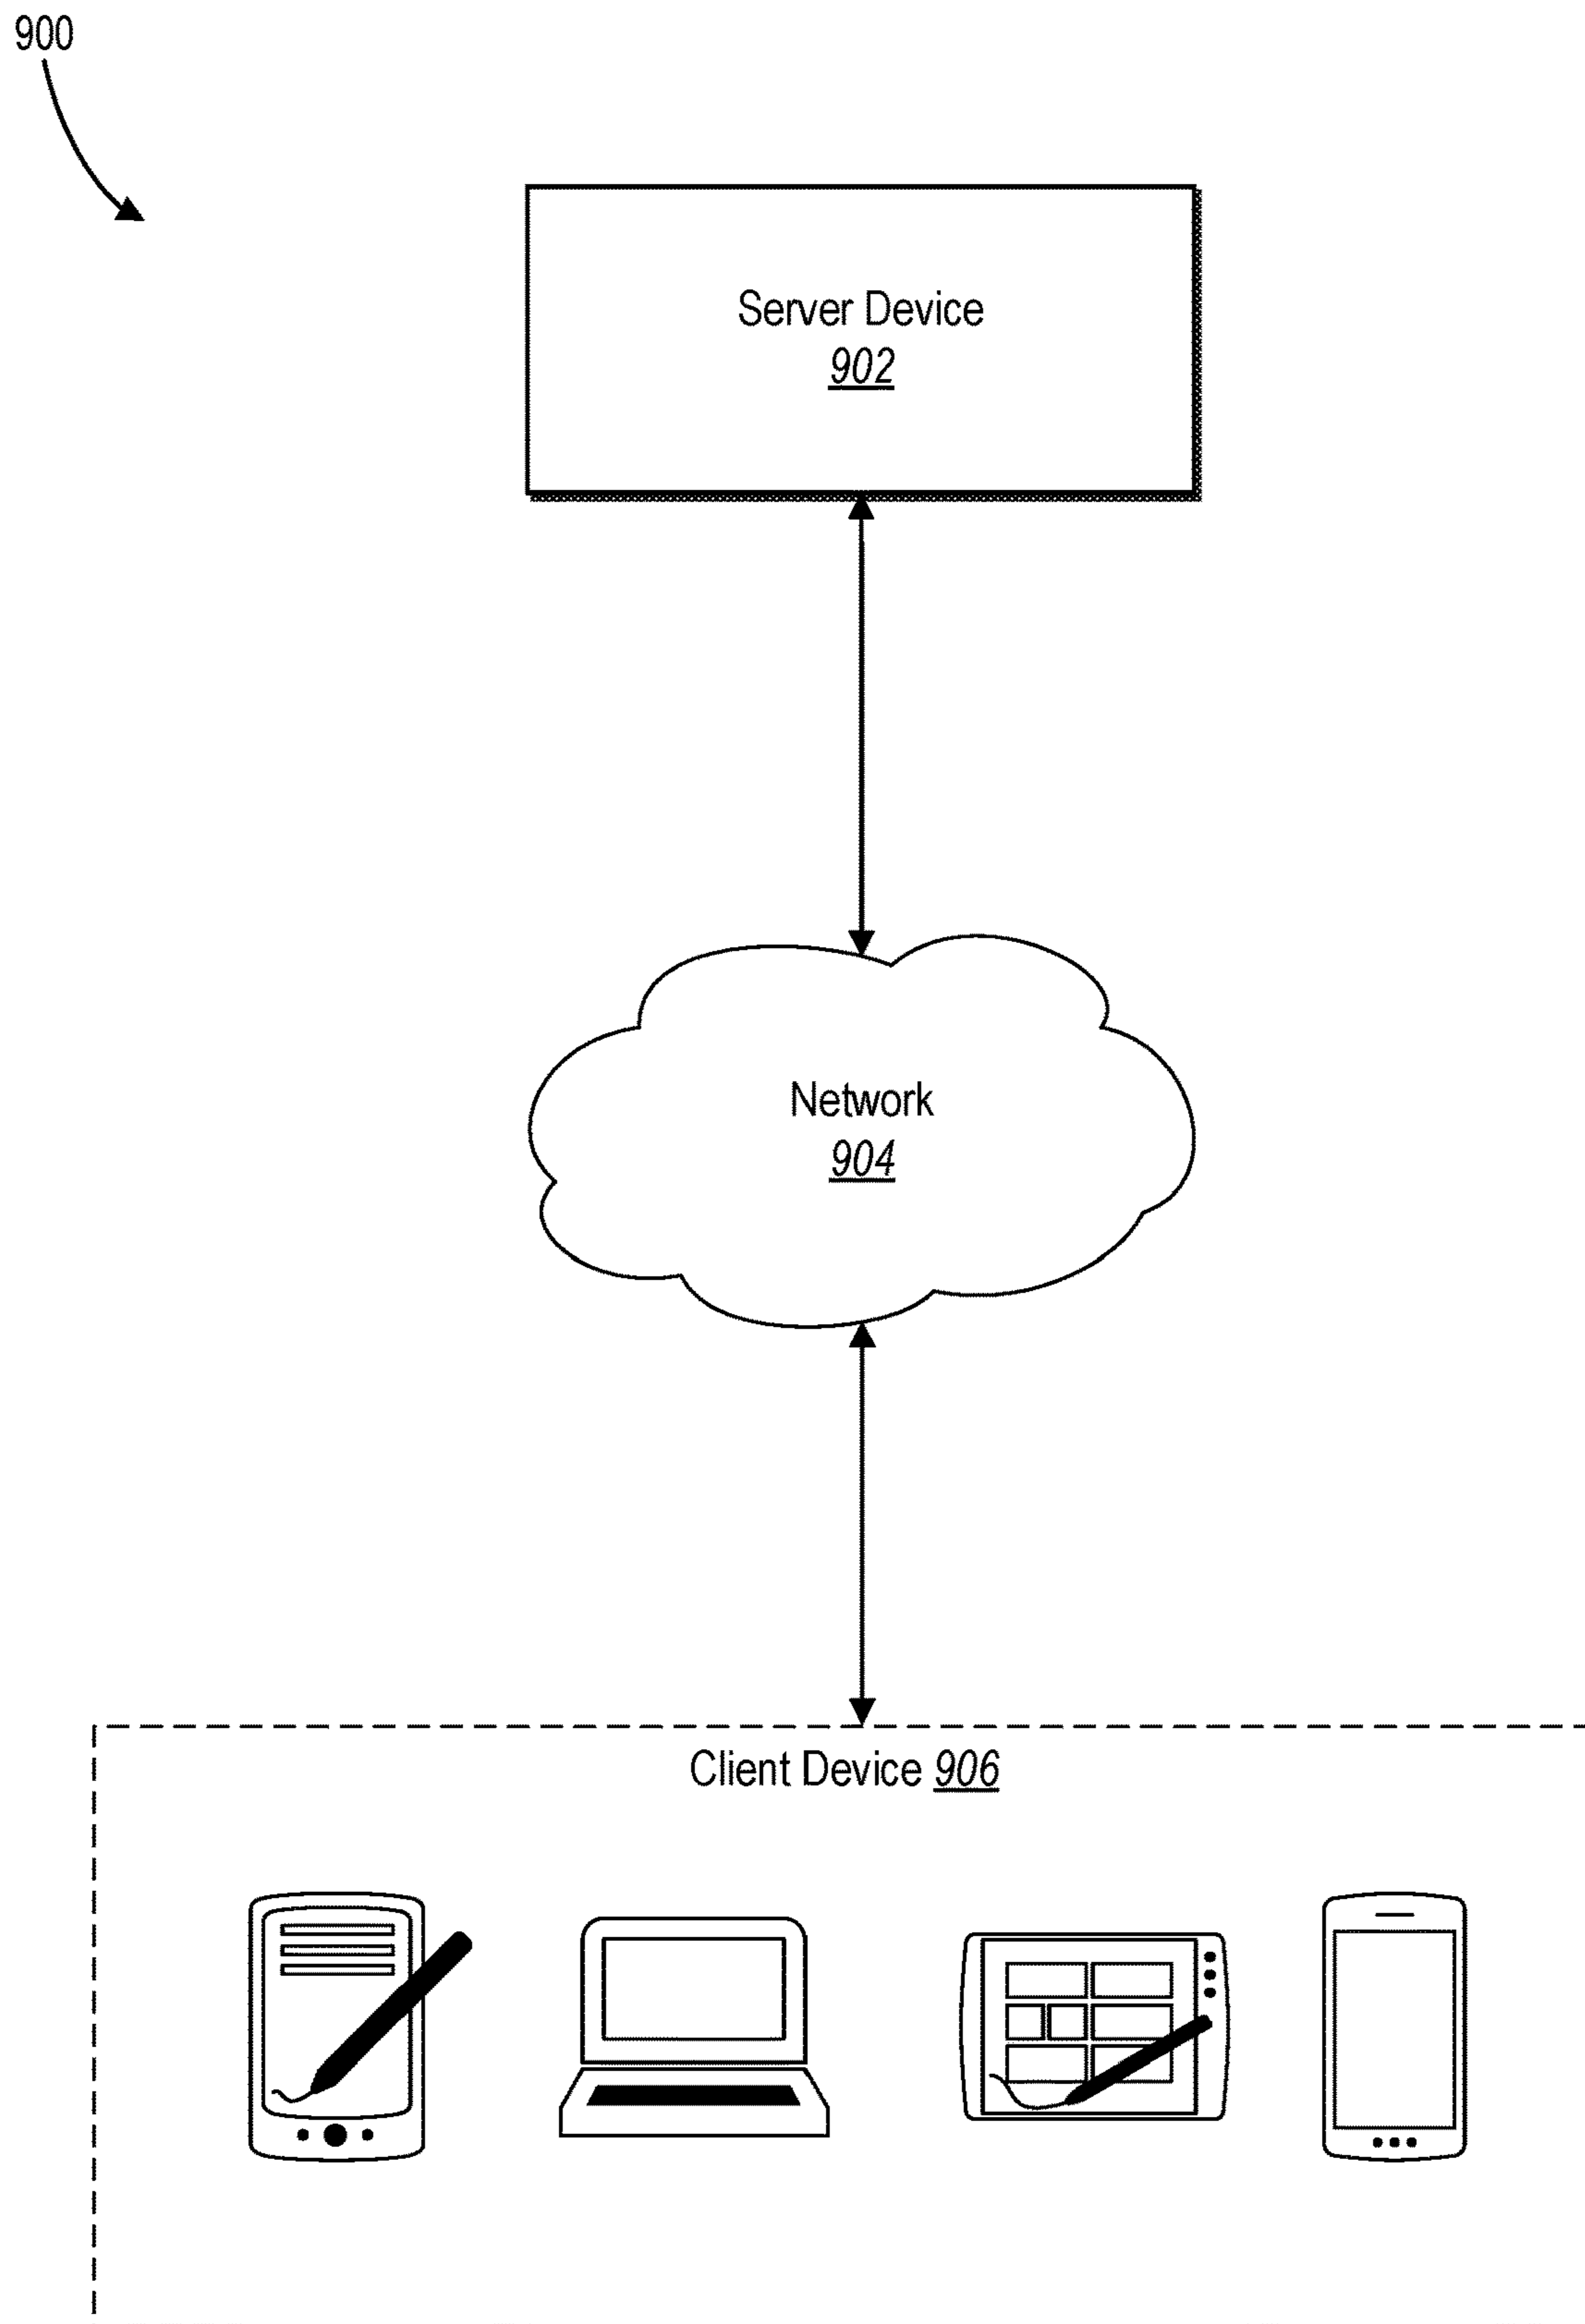 900
Server Device
902
Network
904
Client Device 906